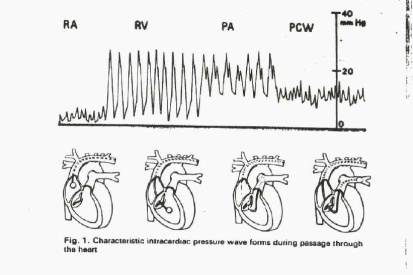 RA RV PA PCW
40
mm Hg
20
0
Fig. 1. Characteristic intracardiac pressure wave forms during passage through
the heart